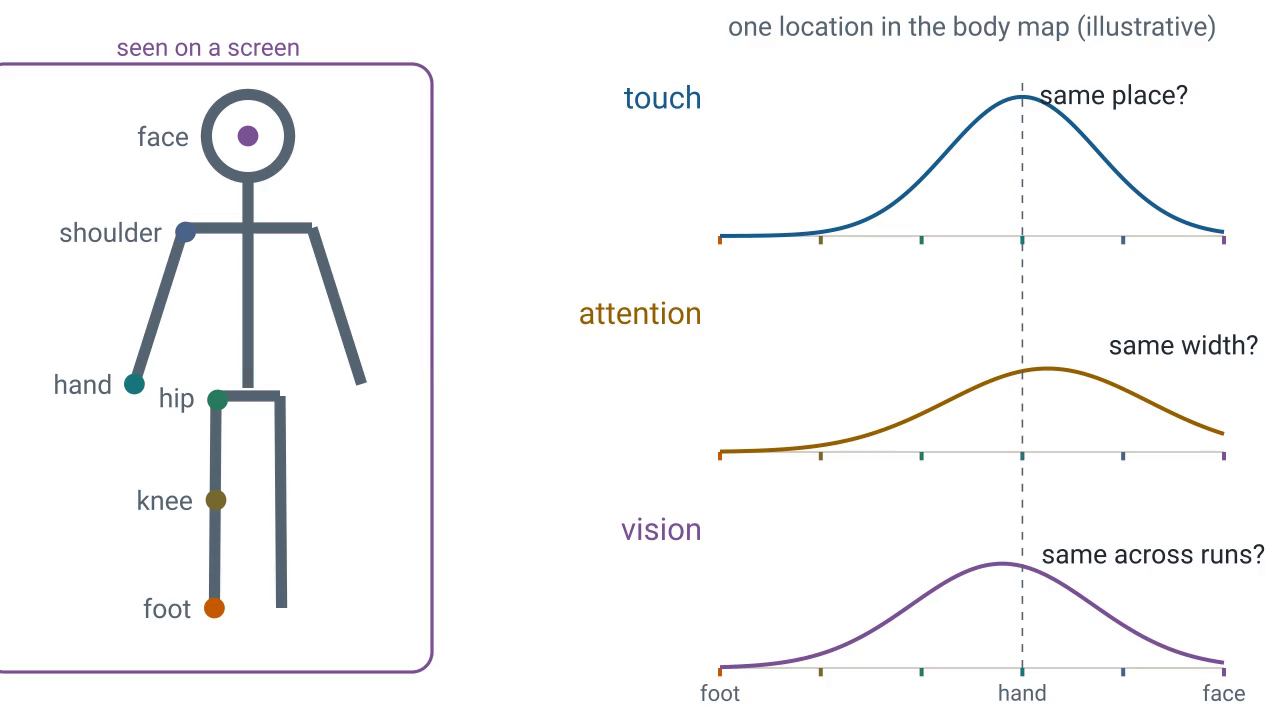 seen on a screen
face
shoulder
hand
hip
knee
foot
one location in the body map (illustrative)
touch
same place?
attention
same width?
vision
same across runs?
foot
hand
face